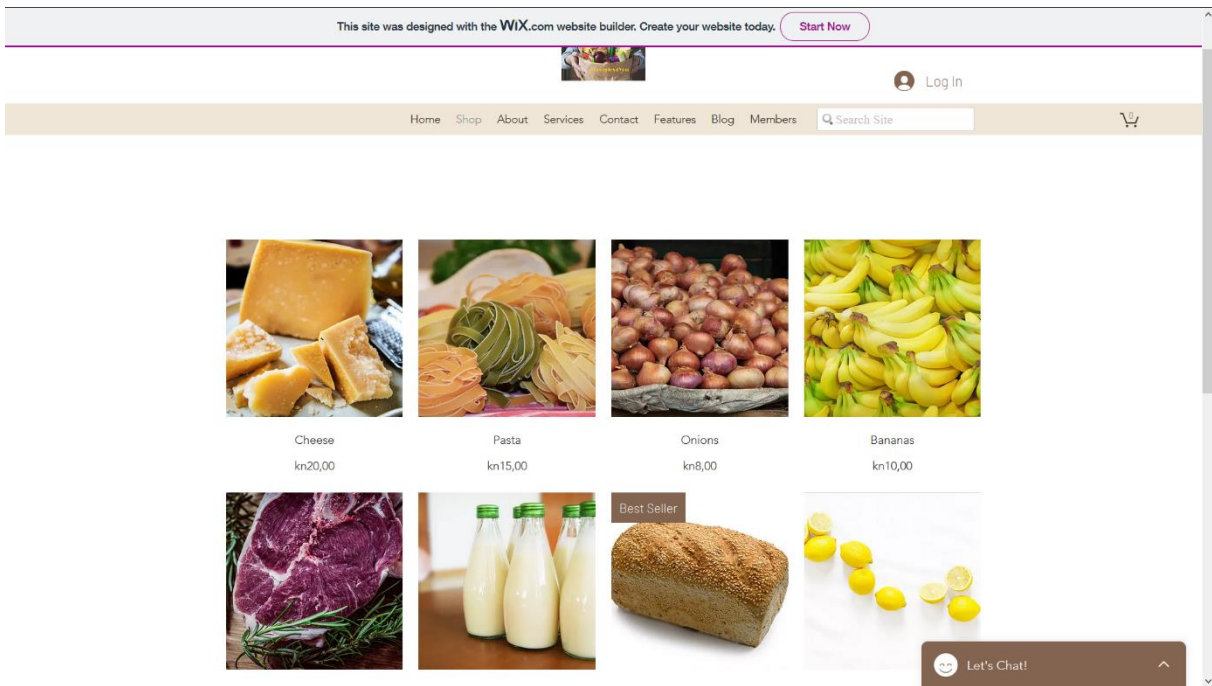 This site was designed with the WiX.com website builder. Create your website today. Start Now
Log In
Home Shop About Services Contact Features Blog Members Search Site 0
Cheese Pasta Onions Bananas
kn20,00 kn15,00 kn8,00 kn10,00
Best Seller
Let's Chat!